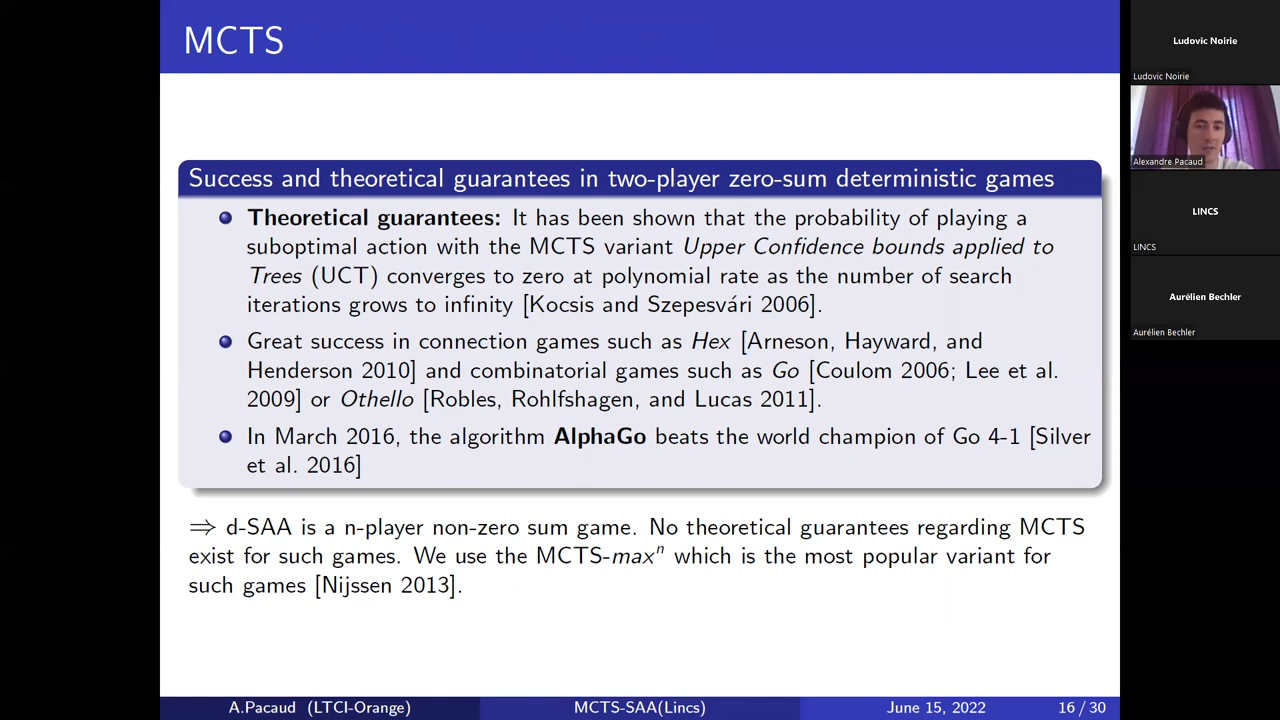 MCTS
Success and theoretical guarantees in two-player zero-sum deterministic games
Theoretical guarantees: It has been shown that the probability of playing a
suboptimal action with the MCTS variant Upper Confidence bounds applied to
Trees (UCT) converges to zero at polynomial rate as the number of search
iterations grows to infinity [Kocsis and Szepesvári 2006].
Great success in connection games such as Hex [Arneson, Hayward, and
Henderson 2010] and combinatorial games such as Go [Coulom 2006; Lee et al.
2009] or Othello [Robles, Rohlfshagen, and Lucas 2011].
In March 2016, the algorithm AlphaGo beats the world champion of Go 4-1 [Silver
et al. 2016]
⇒ d-SAA is a n-player non-zero sum game. No theoretical guarantees regarding MCTS
exist for such games. We use the MCTS-maxⁿ which is the most popular variant for
such games [Nijssen 2013].
A.Pacaud (LTCI-Orange)
MCTS-SAA(Lincs)
June 15, 2022
16 / 30
Ludovic Noirie
Ludovic Noirie
Alexandre Pacaud
LINCS
LINCS
Aurélien Bechler
Aurélien Bechler